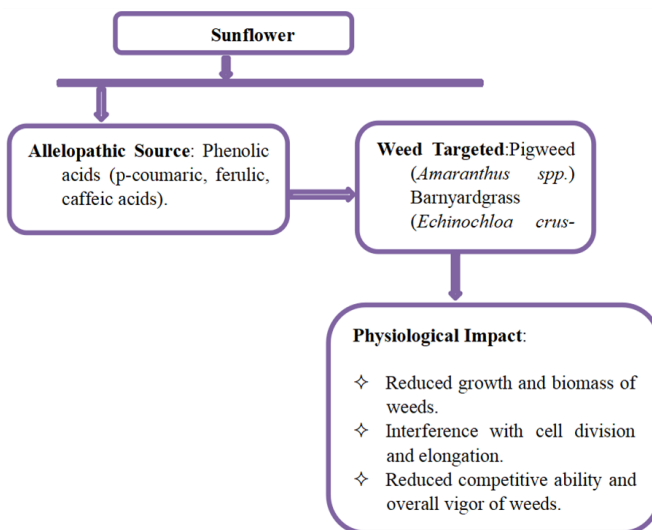 Sunflower
Allelopathic Source: Phenolic
acids (p-coumaric, ferulic,
caffeic acids).
Weed Targeted:Pigweed
(Amaranthus spp.)
Barnyardgrass
(Echinochloa crus-
Physiological Impact:
✧ Reduced growth and biomass of
weeds.
✧ Interference with cell division
and elongation.
✧ Reduced competitive ability and
overall vigor of weeds.